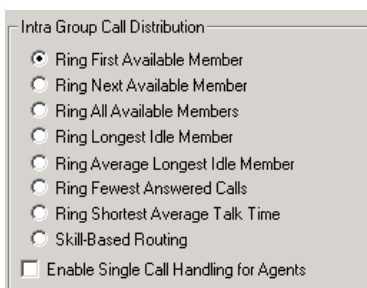 Intra Group Call Distribution
Ring First Available Member
Ring Next Available Member
Ring All Available Members
Ring Longest Idle Member
Ring Average Longest Idle Member
Ring Fewest Answered Calls
Ring Shortest Average Talk Time
Skill-Based Routing
Enable Single Call Handling for Agents